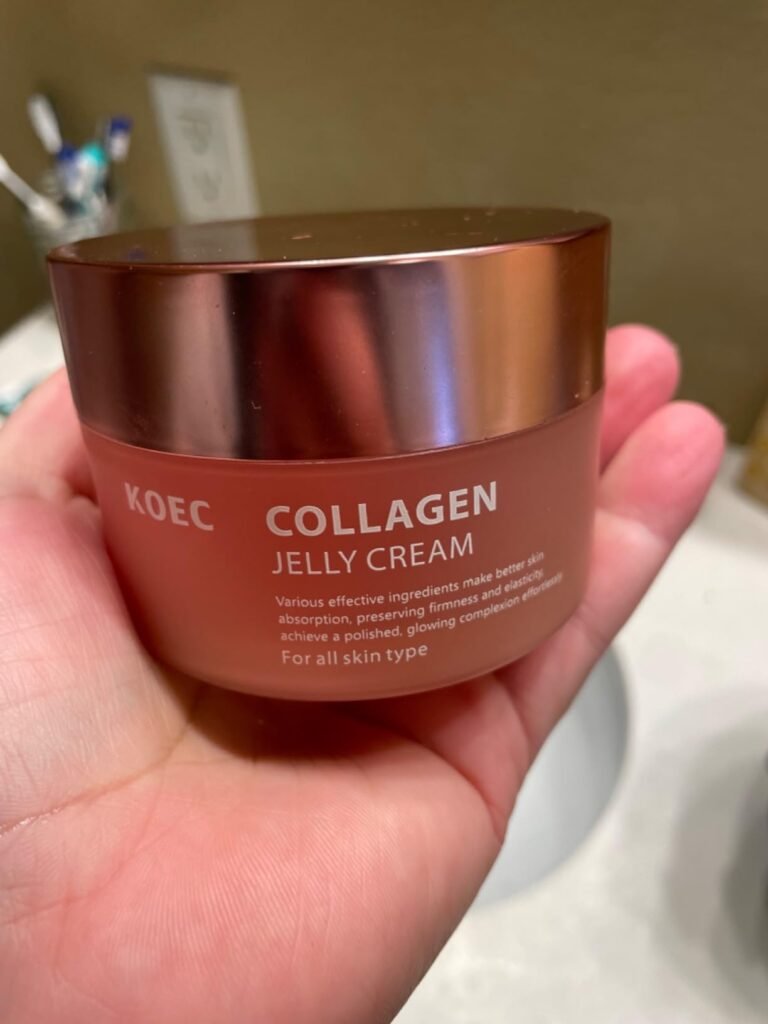 KOEC
COLLAGEN
JELLY CREAM
Various effective ingredients make better skin
absorption, preserving firmness and elasticity,
achieve a polished, glowing complexion effortlessly
For all skin type